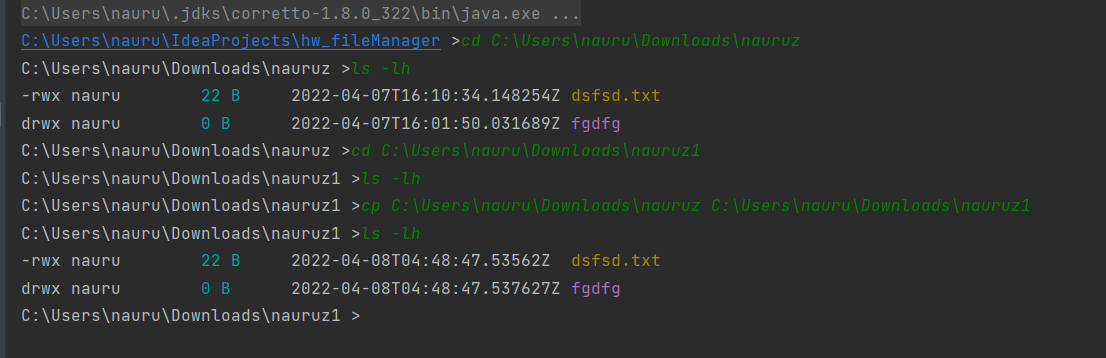 C:\Users\nauru\.jdks\corretto-1.8.0_322\bin\java.exe ...
C:\Users\nauru\IdeaProjects\hw_fileManager >cd C:\Users\nauru\Downloads\nauruz
C:\Users\nauru\Downloads\nauruz >ls -lh
-rwx nauru        22 B     2022-04-07T16:10:34.148254Z dsfsd.txt
drwx nauru        0 B      2022-04-07T16:01:50.031689Z fgdfg
C:\Users\nauru\Downloads\nauruz >cd C:\Users\nauru\Downloads\nauruz1
C:\Users\nauru\Downloads\nauruz1 >ls -lh
C:\Users\nauru\Downloads\nauruz1 >cp C:\Users\nauru\Downloads\nauruz C:\Users\nauru\Downloads\nauruz1
C:\Users\nauru\Downloads\nauruz1 >ls -lh
-rwx nauru        22 B     2022-04-08T04:48:47.53562Z  dsfsd.txt
drwx nauru        0 B      2022-04-08T04:48:47.537627Z fgdfg
C:\Users\nauru\Downloads\nauruz1 >